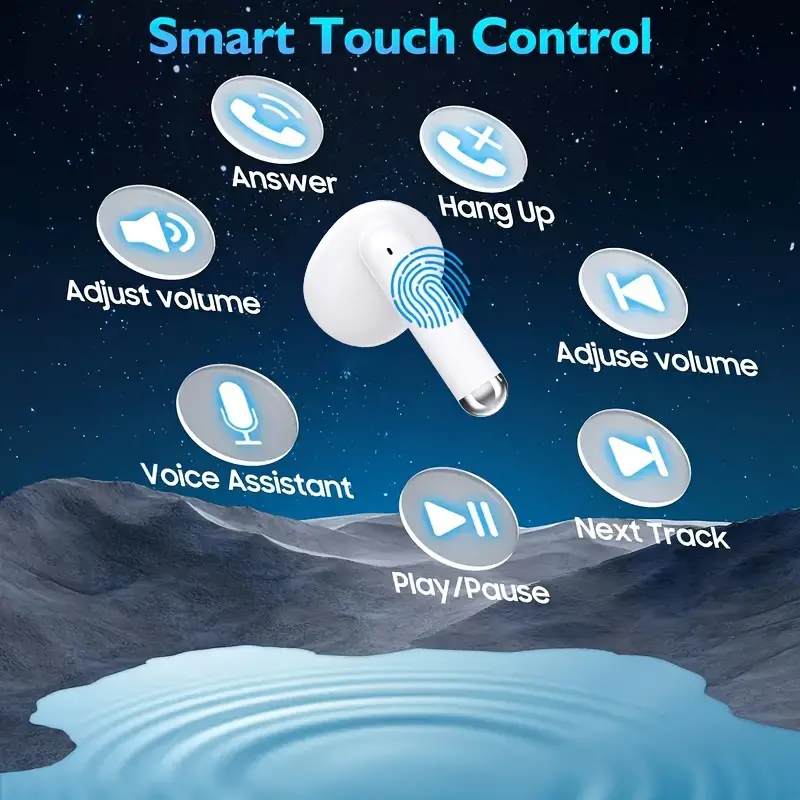 Smart Touch Control
Answer
Hang Up
Adjust volume
Adjuse volume
Voice Assistant
Next Track
Play/Pause